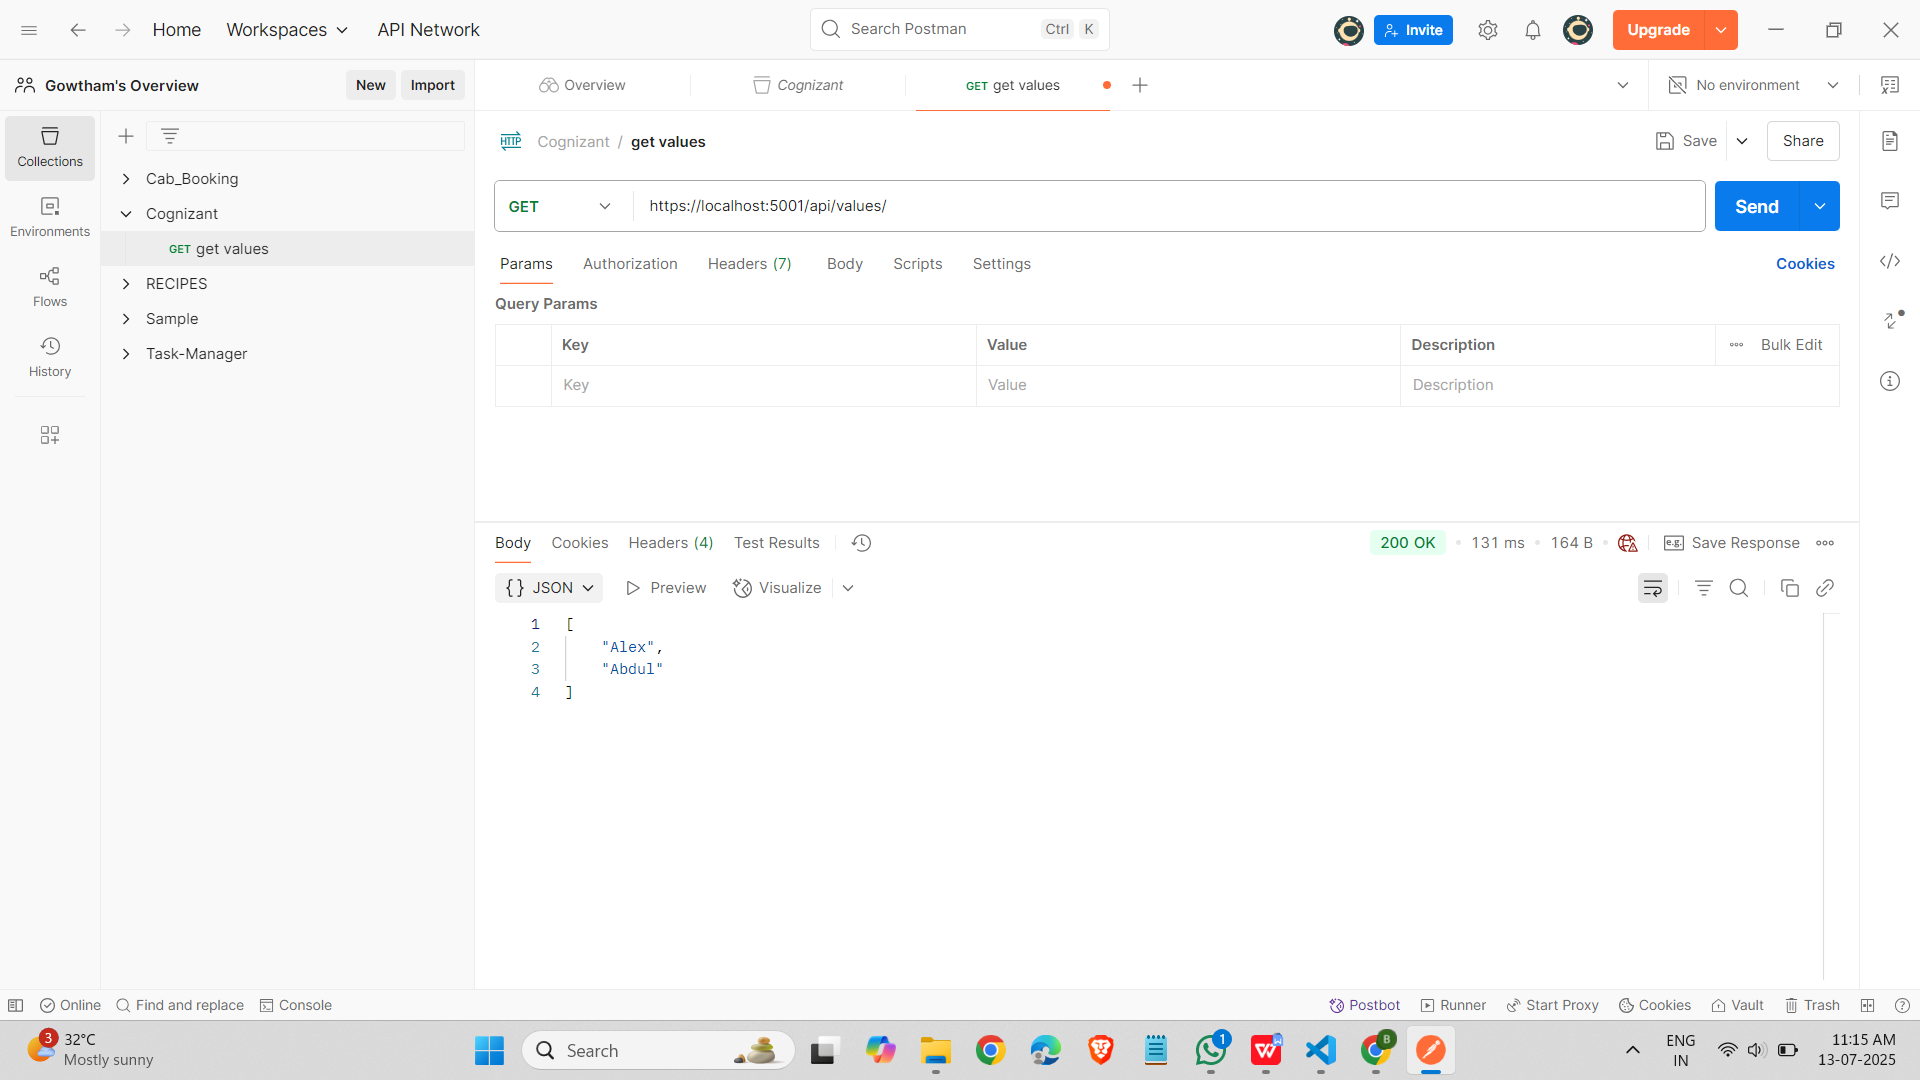 Home Workspaces API Network
Search Postman Ctrl K
Invite Upgrade
Gowtham's Overview New Import
Overview Cognizant GET get values No environment
Collections
Environments
Flows
History
Cab_Booking
Cognizant
GET get values
RECIPES
Sample
Task-Manager
HTTP Cognizant / get values Save Share
GET https://localhost:5001/api/values/ Send
Params Authorization Headers (7) Body Scripts Settings Cookies
Query Params
Key Value Description Bulk Edit
Key Value Description
Body Cookies Headers (4) Test Results 200 OK • 131 ms • 164 B • e.g. Save Response
{} JSON Preview Visualize
1 [
2 "Alex",
3 "Abdul"
4 ]
Online Find and replace Console Postbot Runner Start Proxy Cookies Vault Trash
3 32°C
Mostly sunny
Search
1
B
ENG
IN
11:15 AM
13-07-2025